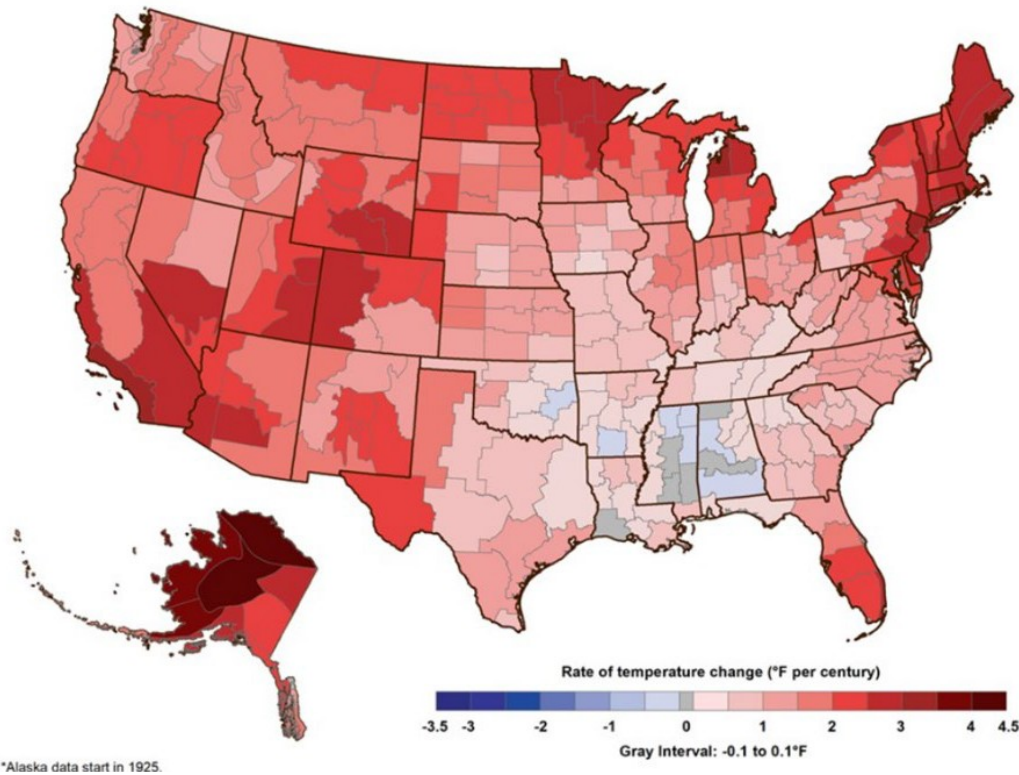 Rate of temperature change (°F per century)
-3.5 -3 -2 -1 0 1 2 3 4 4.5
Gray Interval: -0.1 to 0.1°F
*Alaska data start in 1925.